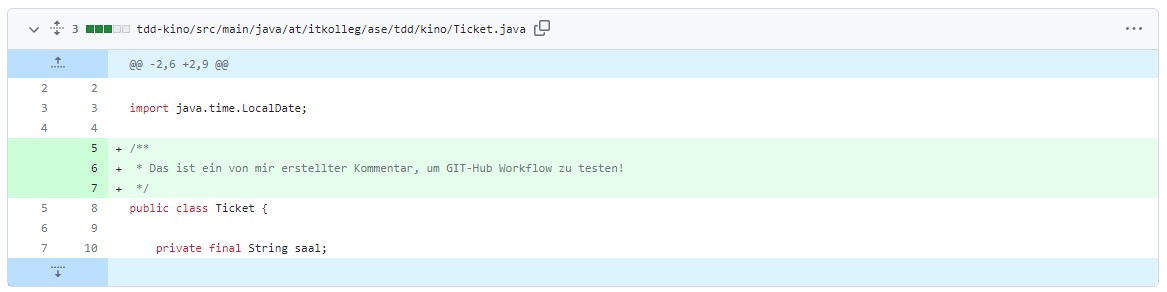 3 tdd-kino/src/main/java/at/itkolleg/ase/tdd/kino/Ticket.java
@@ -2,6 +2,9 @@
2 2
3 3 import java.time.LocalDate;
4 4
5 + /**
6 + * Das ist ein von mir erstellter Kommentar, um GIT-Hub Workflow zu testen!
7 + */
5 8 public class Ticket {
6 9
7 10 private final String saal;